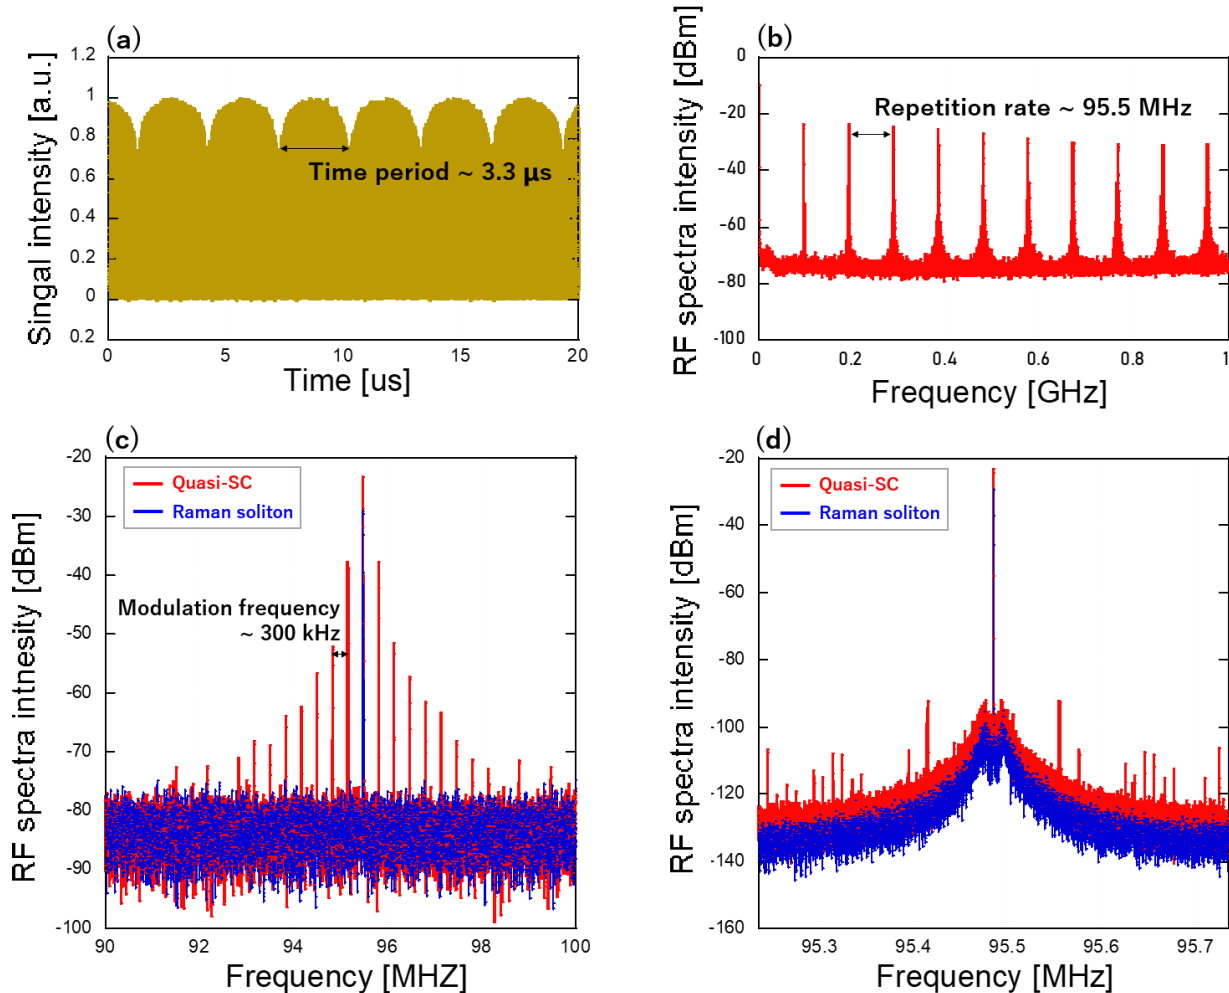 (a)
Singal intensity [a.u.]
1.2
1
0.8
0.6
0.4
0.2
0
0.2
Time period ~ 3.3 μs
0
5
10
15
20
Time [us]
(b)
RF spectra intensity [dBm]
0
-20
-40
-60
-80
-100
Repetition rate ~ 95.5 MHz
0
0.2
0.4
0.6
0.8
1
Frequency [GHz]
(c)
RF spectra intnesity [dBm]
-20
-30
-40
-50
-60
-70
-80
-90
-100
Quasi-SC
Raman soliton
Modulation frequency
~ 300 kHz
90
92
94
96
98
100
Frequency [MHZ]
(d)
RF spectra intensity [dBm]
-20
-40
-60
-80
-100
-120
-140
-160
Quasi-SC
Raman soliton
95.3
95.4
95.5
95.6
95.7
Frequency [MHz]